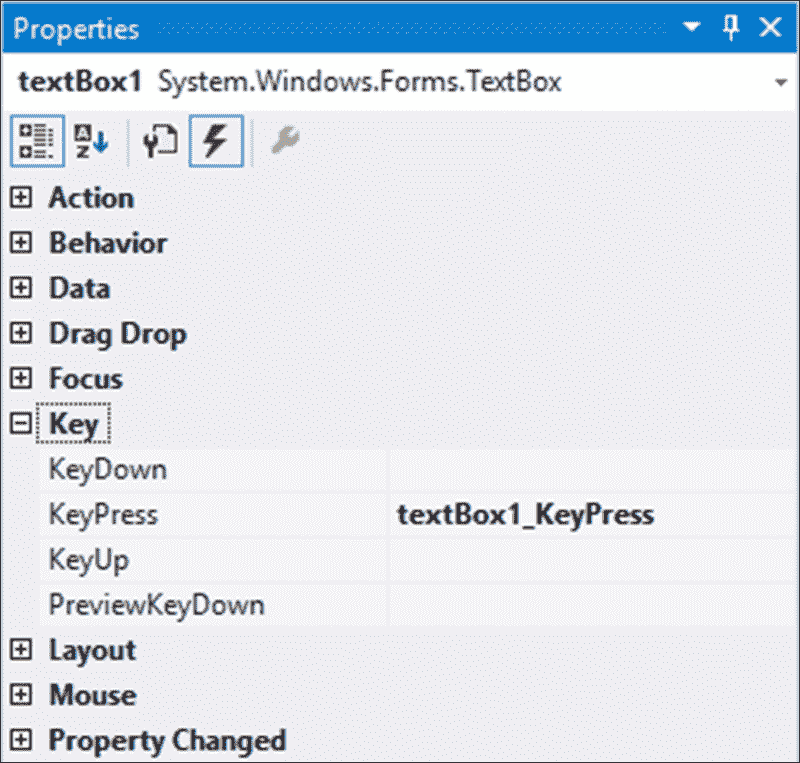 Properties
textBox1 System.Windows.Forms.TextBox
A
Z
Action
Behavior
Data
Drag Drop
Focus
Key
KeyDown
KeyPress textBox1_KeyPress
KeyUp
PreviewKeyDown
Layout
Mouse
Property Changed